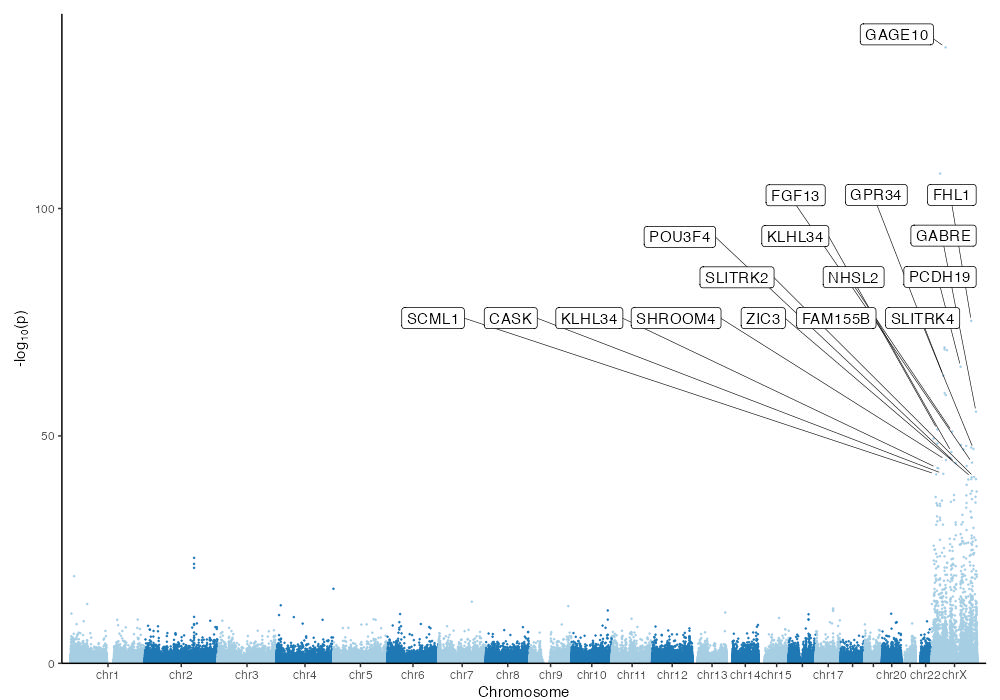 GAGE10
FGF13 GPR34 FHL1
100
POU3F4 KLHL34 GABRE
SLITRK2 NHSL2 PCDH19
SCML1 CASK KLHL34 SHROOM4 ZIC3 FAM155B SLITRK4
-log10(p)
50
0
chr1 chr2 chr3 chr4 chr5 chr6 chr7 chr8 chr9 chr10 chr11 chr12 chr13 chr14 chr15 chr17 chr20 chr22 chrX
Chromosome